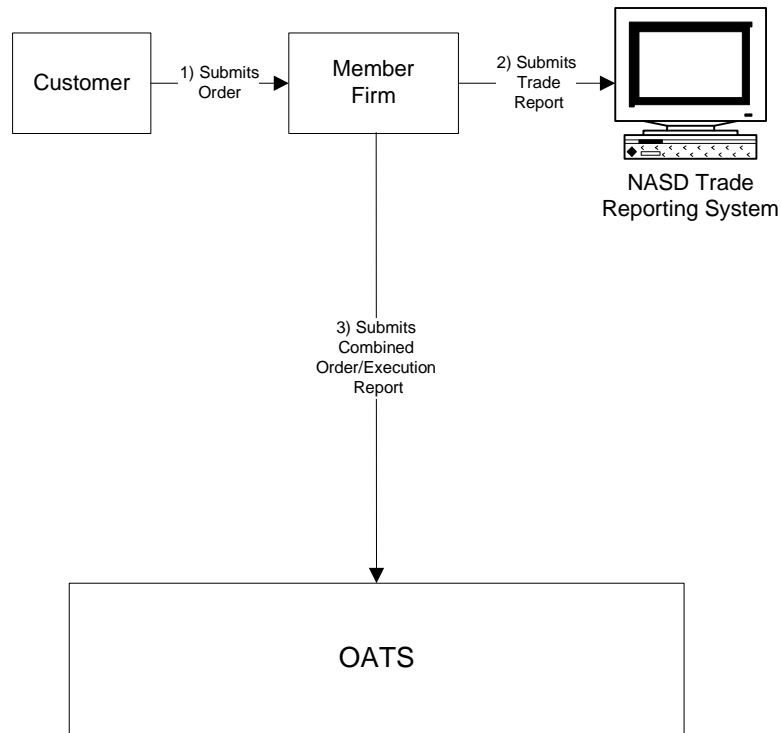 Customer
1) Submits
Order
Member
Firm
2) Submits
Trade
Report
NASD Trade
Reporting System
3) Submits
Combined
Order/Execution
Report
OATS